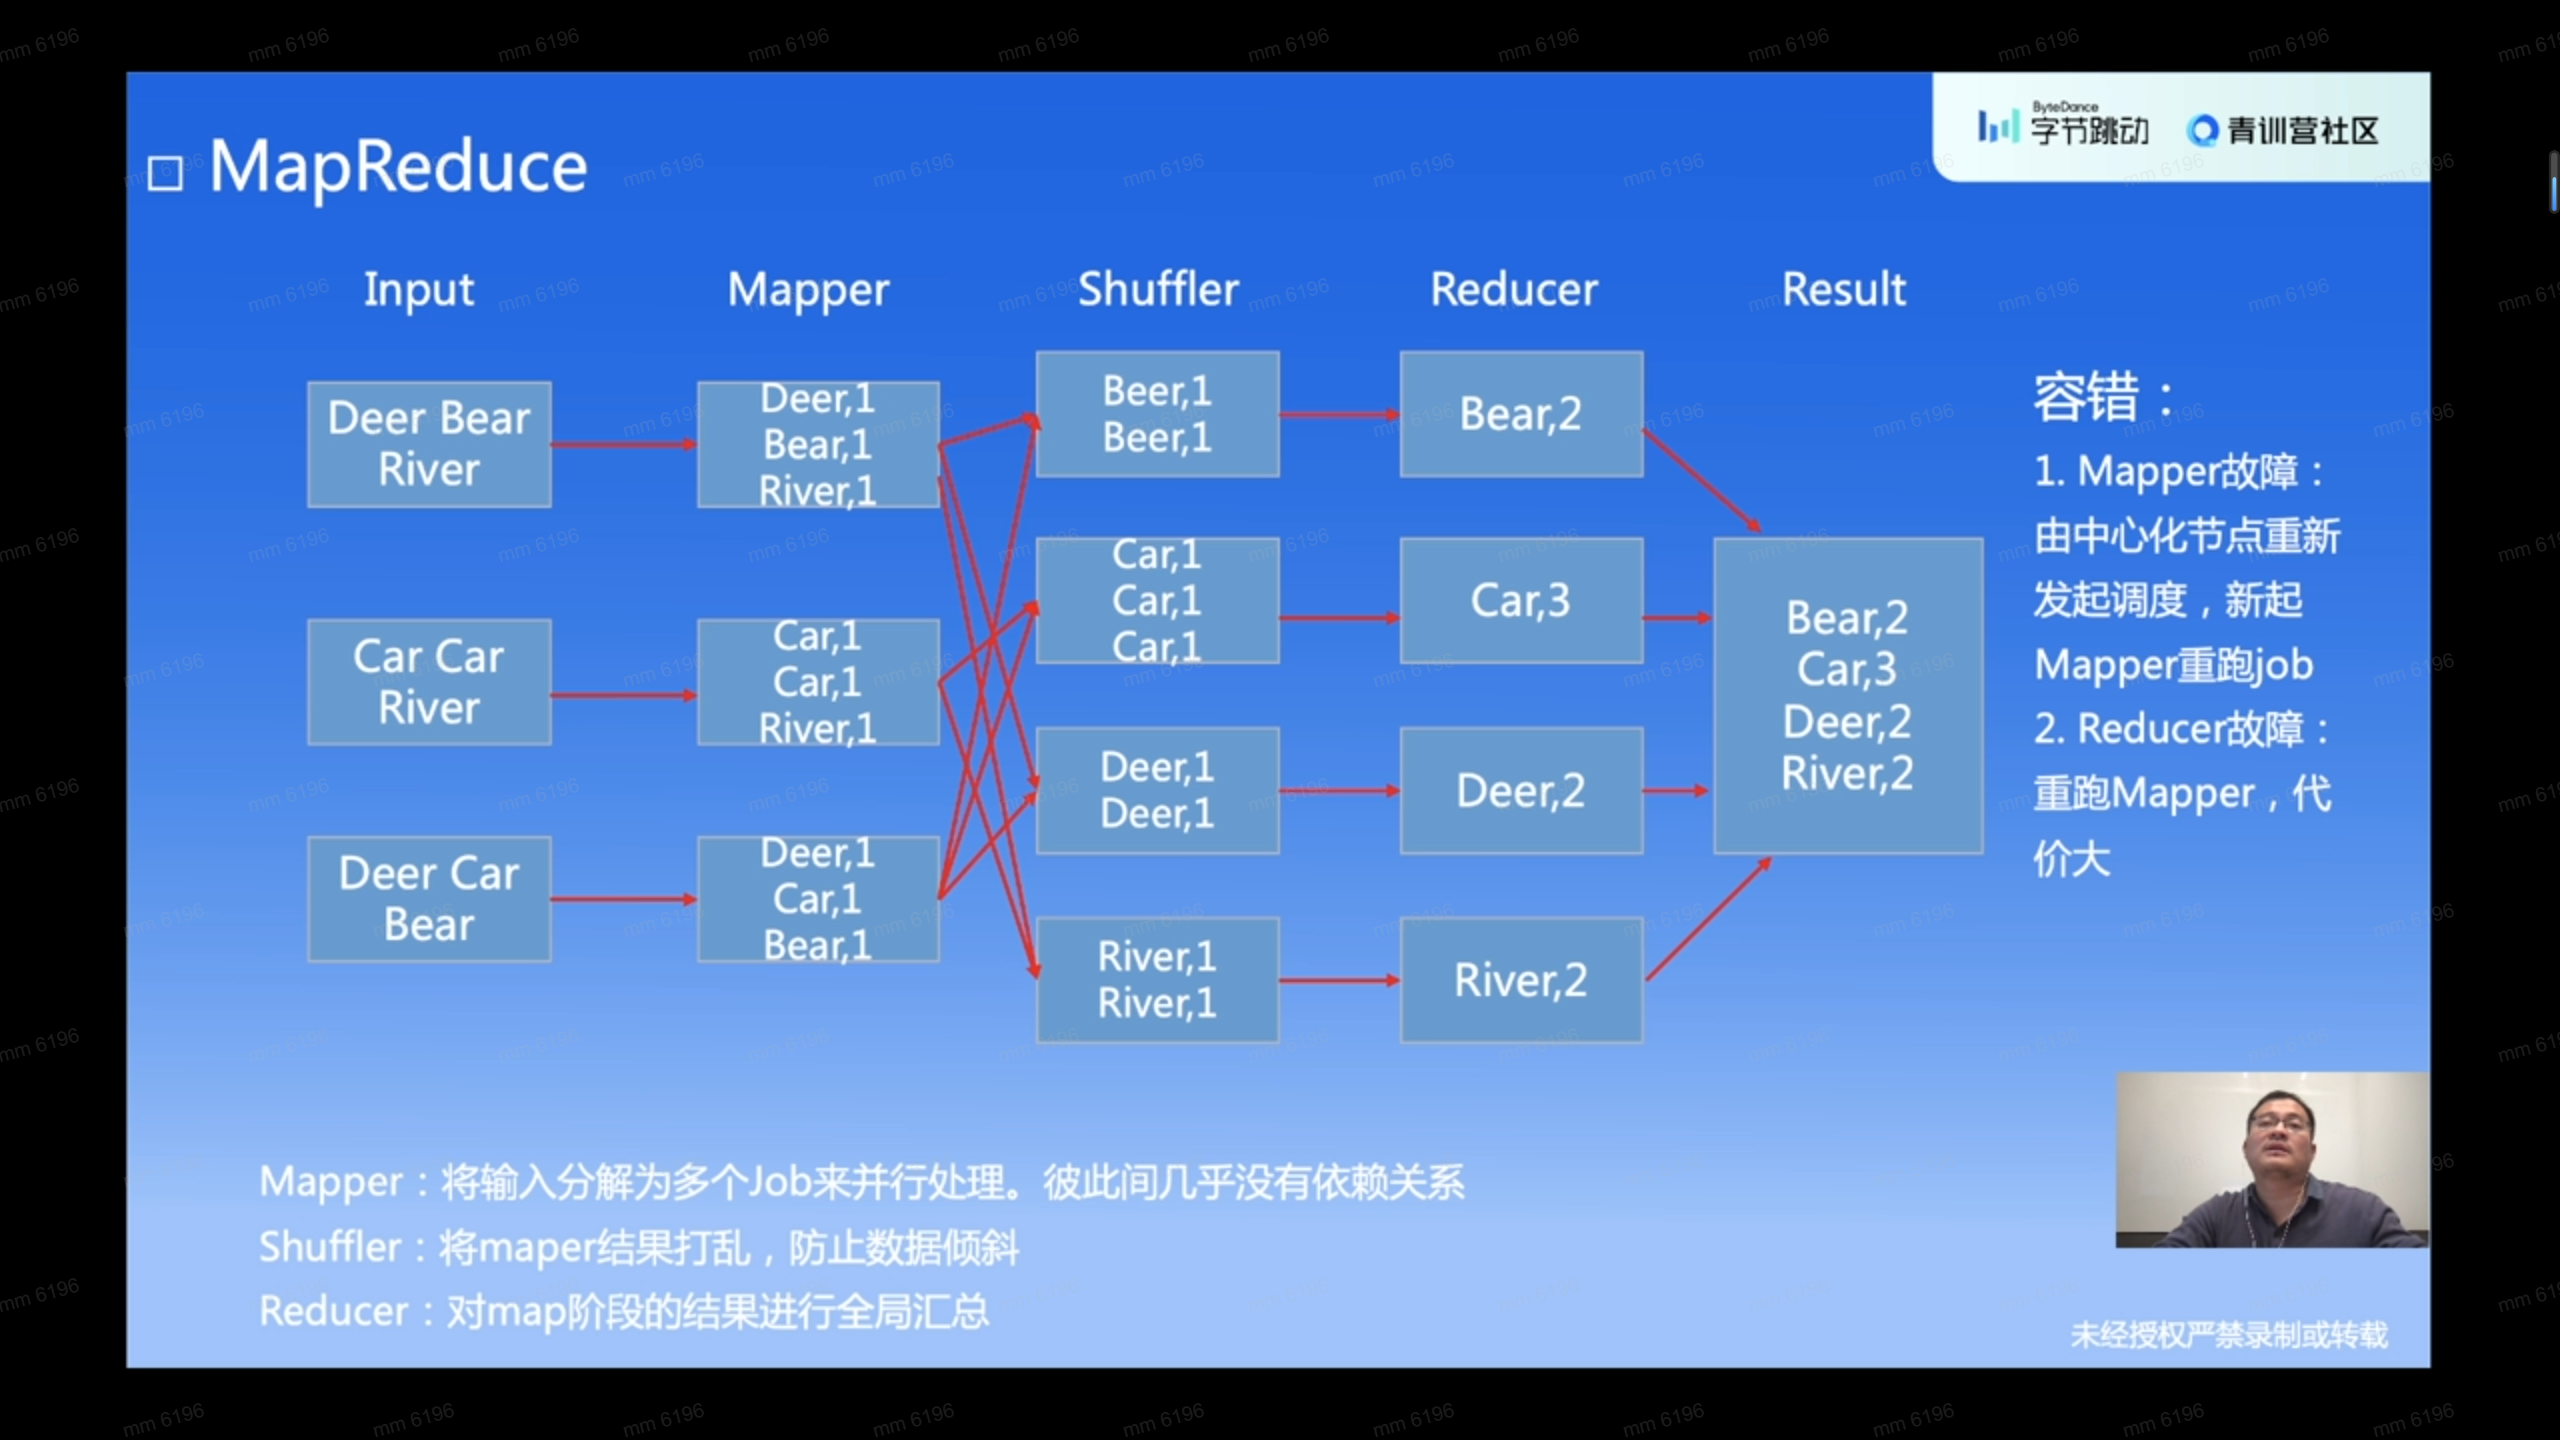 ByteDance
字节跳动
青训营社区
□ MapReduce
Input
Mapper
Shuffler
Reducer
Result
Deer Bear
River
Car Car
River
Deer Car
Bear
Deer,1
Bear,1
River,1
Car,1
Car,1
River,1
Deer,1
Car,1
Bear,1
Beer,1
Beer,1
Car,1
Car,1
Car,1
Deer,1
Deer,1
River,1
River,1
Bear,2
Car,3
Deer,2
River,2
Bear,2
Car,3
Deer,2
River,2
容错：
1. Mapper故障：
由中心化节点重新
发起调度，新起
Mapper重跑job
2. Reducer故障：
重跑Mapper，代
价大
Mapper：将输入分解为多个Job来并行处理。彼此间几乎没有依赖关系
Shuffler：将maper结果打乱，防止数据倾斜
Reducer：对map阶段的结果进行全局汇总
未经授权严禁录制或转载
mm 6196